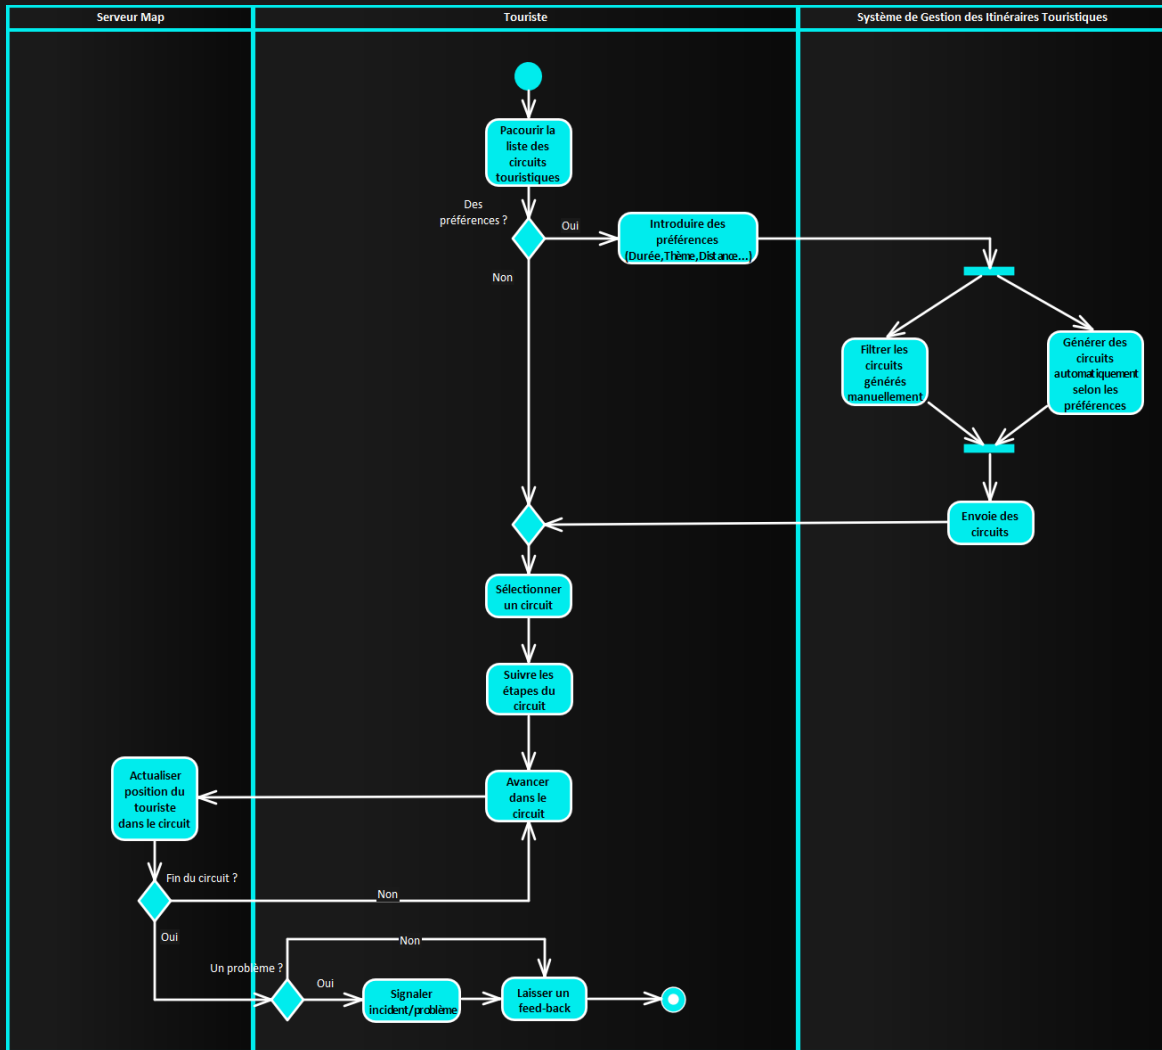 Serveur Map
Touriste
Système de Gestion des Itinéraires Touristiques
Pacourir la
liste des
circuits
touristiques
Des
préférences ?
Oui
Introduire des
préférences
(Durée,Thème,Distance...)
Non
Filtrer les
circuits
générés
manuellement
Générer des
circuits
automatiquement
selon les
préférences
Envoie des
circuits
Sélectionner
un circuit
Suivre les
étapes du
circuit
Avancer
dans le
circuit
Actualiser
position du
touriste
dans le circuit
Fin du circuit ?
Non
Oui
Non
Un problème ?
Oui
Signaler
incident/problème
Laisser un
feed-back